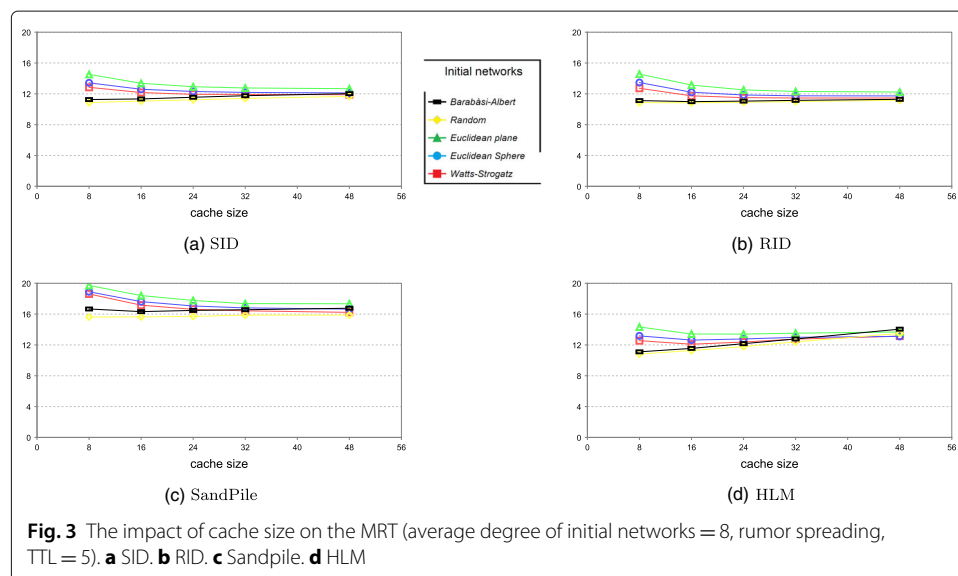 20
16
12
8
4
0
0 8 16 24 32 40 48 56
cache size
(a) SID
Initial networks
Barabàsi-Albert
Random
Euclidean plane
Euclidean Sphere
Watts-Strogatz
20
16
12
8
4
0
0 8 16 24 32 40 48 56
cache size
(b) RID
20
16
12
8
4
0
0 8 16 24 32 40 48 56
cache size
(c) SandPile
20
16
12
8
4
0
0 8 16 24 32 40 48 56
cache size
(d) HLM
Fig. 3 The impact of cache size on the MRT (average degree of initial networks = 8, rumor spreading,
TTL = 5). a SID. b RID. c Sandpile. d HLM